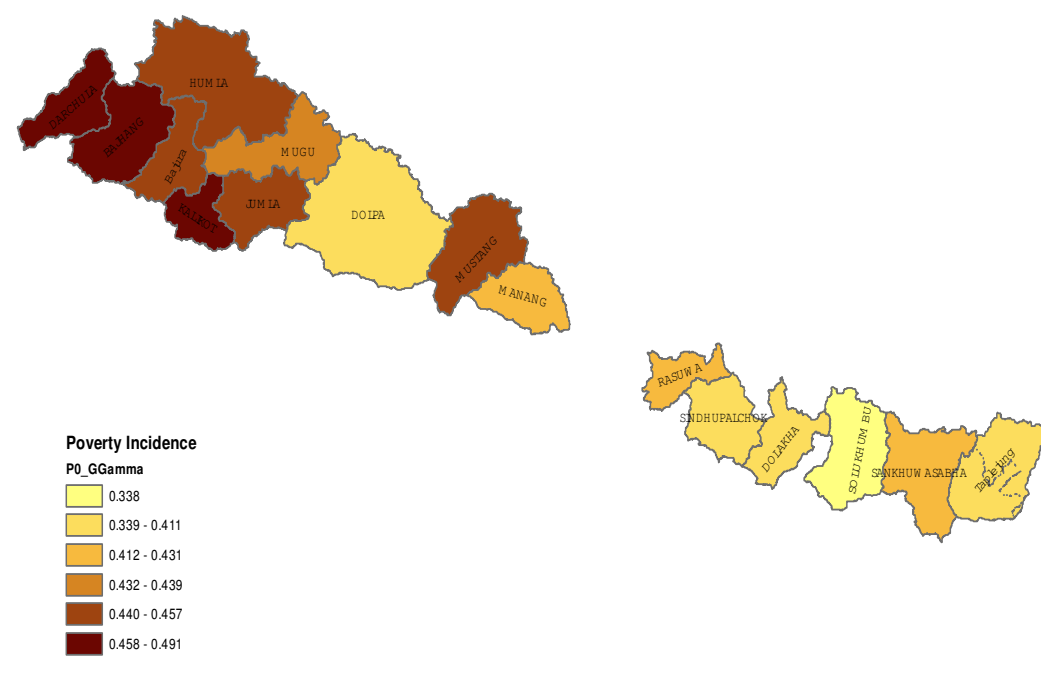 HUMLA
DARCHULA
BAJHANG
MUGU
Bajura
JUMLA
KALIKOT
DOLPA
MUSTANG
MANANG
RASUWA
SINDHUPALCHOK
DOLAKHA
SOLUKHUMBU
SANKHUWASABHA
Taplejung
Poverty Incidence
P0_GGamma
0.338
0.339 - 0.411
0.412 - 0.431
0.432 - 0.439
0.440 - 0.457
0.458 - 0.491